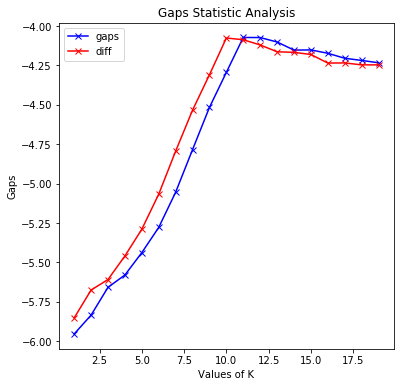 Gaps Statistic Analysis
gaps
diff
−4.00
−4.25
−4.50
−4.75
−5.00
−5.25
−5.50
−5.75
−6.00
Gaps
2.5 5.0 7.5 10.0 12.5 15.0 17.5
Values of K